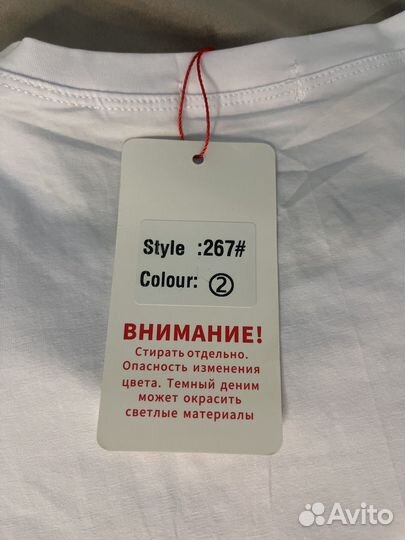 Style :267#
Colour: ②
ВНИМАНИЕ!
Стирать отдельно.
Опасность изменения
цвета. Темный деним
может окрасить
светлые материалы
Avito